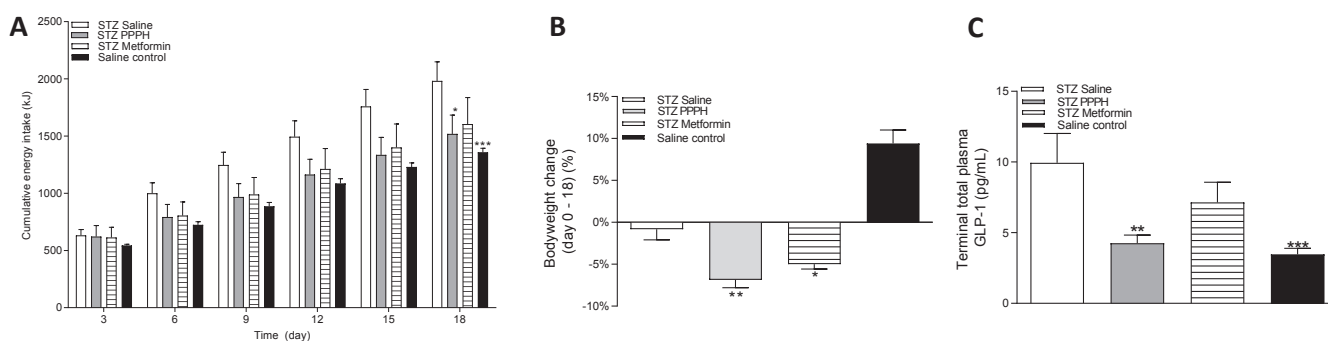 A
Cumulative energy intake (kJ)
2500
2000
1500
1000
500
0
STZ Saline
STZ PPPH
STZ Metformin
Saline control
*
***
3 6 9 12 15 18
Time (day)
B
Bodyweight change
(day 0 - 18) (%)
15%
10%
5%
0%
-5%
-10%
STZ Saline
STZ PPPH
STZ Metformin
Saline control
**
*
C
Terminal total plasma
GLP-1 (pg/mL)
15
10
5
0
STZ Saline
STZ PPPH
STZ Metformin
Saline control
**
***